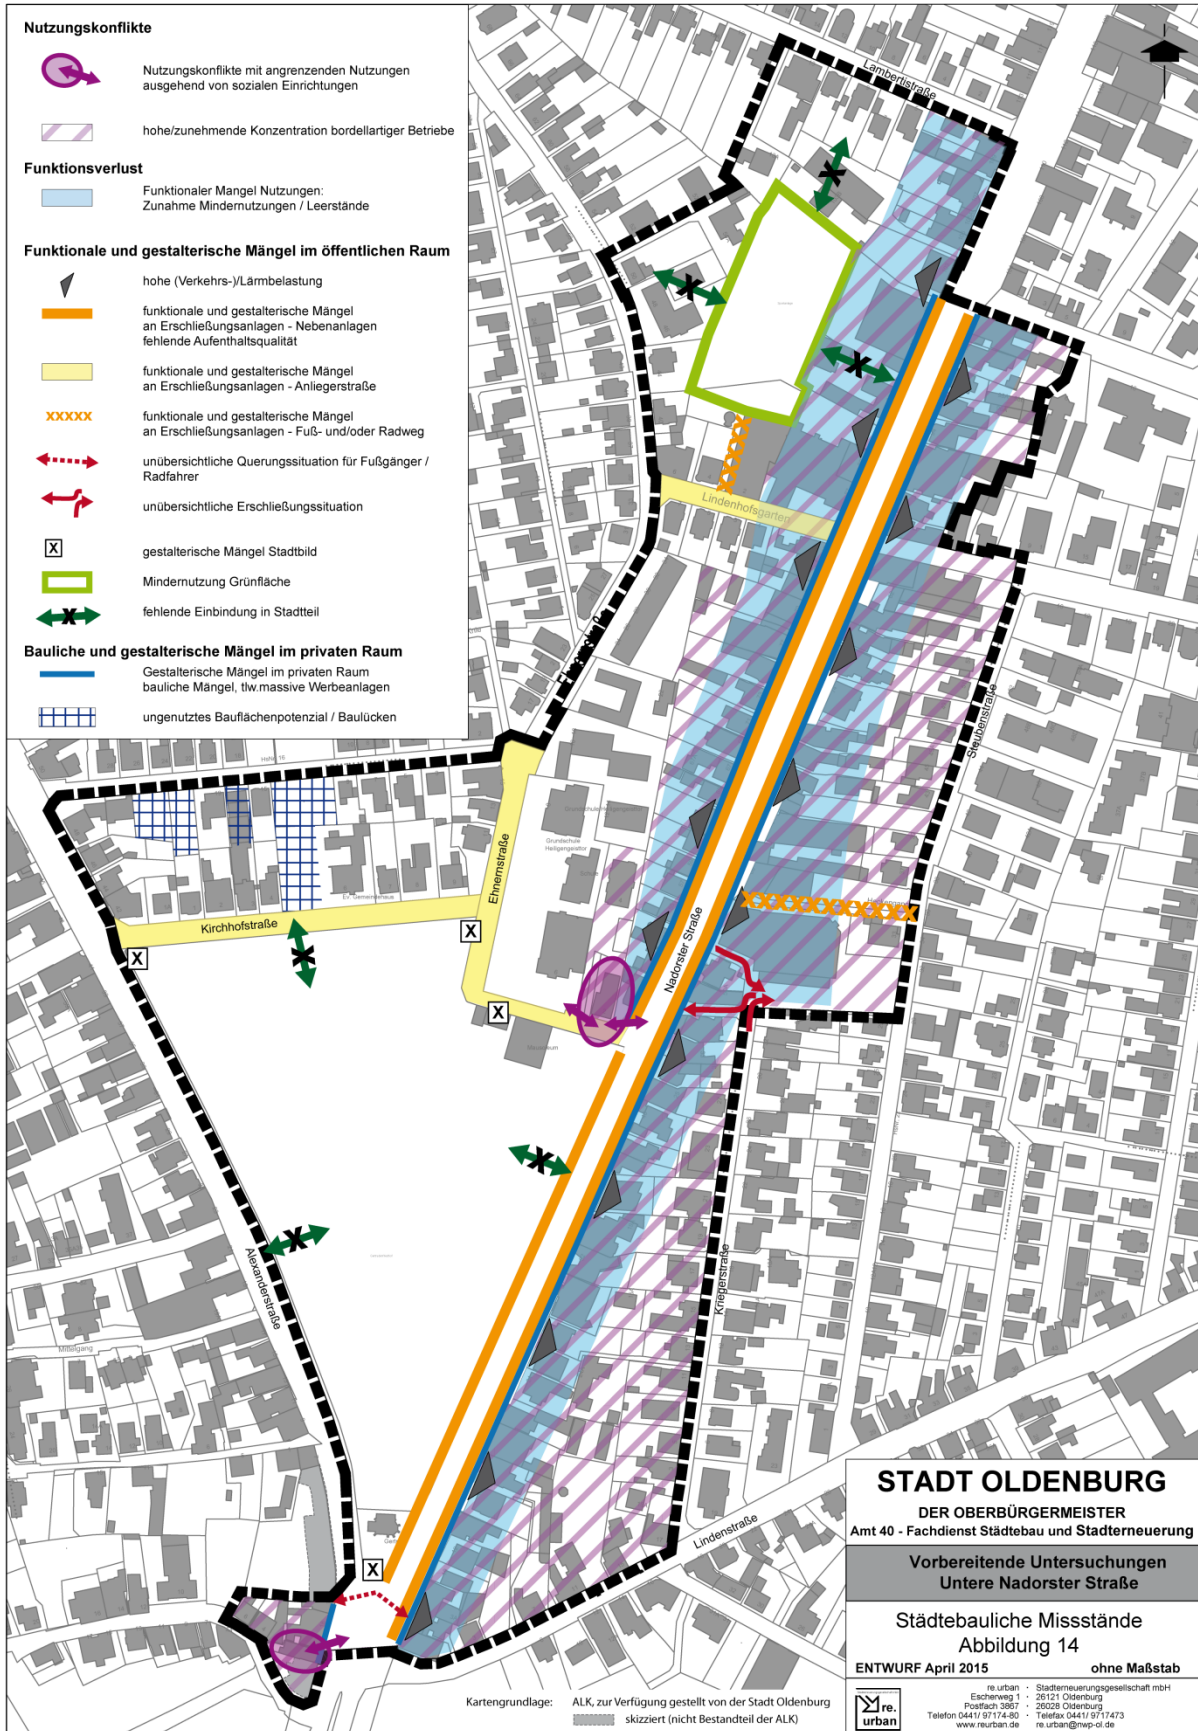 Nutzungskonflikte
Nutzungskonflikte mit angrenzenden Nutzungen
ausgehend von sozialen Einrichtungen
hohe/zunehmende Konzentration bordellartiger Betriebe
Funktionsverlust
Funktionaler Mangel Nutzungen:
Zunahme Mindernutzungen / Leerstände
Funktionale und gestalterische Mängel im öffentlichen Raum
hohe (Verkehrs-)/Lärmbelastung
funktionale und gestalterische Mängel
an Erschließungsanlagen - Nebenanlagen
fehlende Aufenthaltsqualität
funktionale und gestalterische Mängel
an Erschließungsanlagen - Anliegerstraße
xxxxx
funktionale und gestalterische Mängel
an Erschließungsanlagen - Fuß- und/oder Radweg
unübersichtliche Querungssituation für Fußgänger /
Radfahrer
unübersichtliche Erschließungssituation
X
gestalterische Mängel Stadtbild
Mindernutzung Grünfläche
X
fehlende Einbindung in Stadtteil
Bauliche und gestalterische Mängel im privaten Raum
Gestalterische Mängel im privaten Raum
bauliche Mängel, tlw.massive Werbeanlagen
ungenutztes Bauflächenpotenzial / Baulücken
Lambertistraße
Lindenhofsgarten
Steubenstraße
Grundschule
Heiligengeisttor
Ehnernstraße
Ev. Gemeindehaus
Kirchhofstraße
Nadorster Straße
Mausoleum
Alexanderstraße
Kriegerstraße
Mittelgang
Lindenstraße
STADT OLDENBURG
DER OBERBÜRGERMEISTER
Amt 40 - Fachdienst Städtebau und Stadterneuerung
Vorbereitende Untersuchungen
Untere Nadorster Straße
Städtebauliche Missstände
Abbildung 14
ENTWURF April 2015 ohne Maßstab
re.urban
re.urban · Stadterneuerungsgesellschaft mbH
Escherweg 1 · 26121 Oldenburg
Postfach 3867 · 26028 Oldenburg
Telefon 0441/ 97174-80 · Telefax 0441/ 9717473
www.reurban.de re.urban@nwp-ol.de
Kartengrundlage: ALK, zur Verfügung gestellt von der Stadt Oldenburg
skizziert (nicht Bestandteil der ALK)